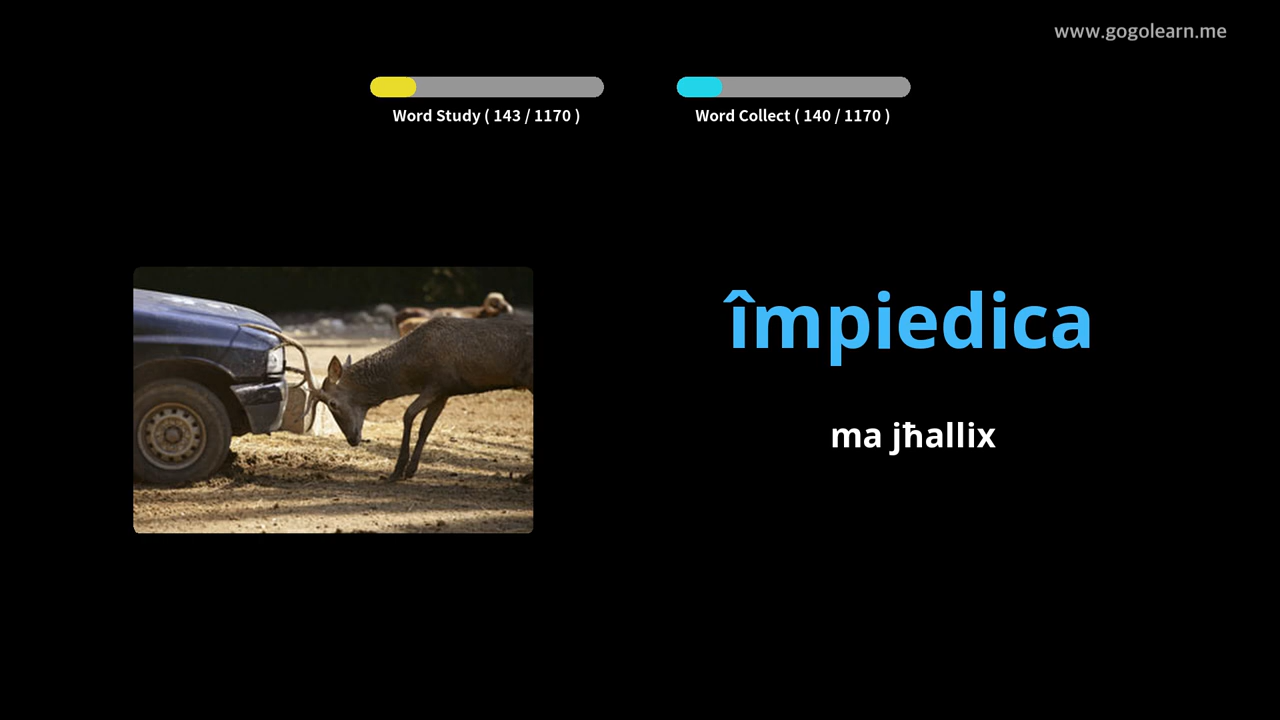 www.gogolearn.me
Word Study ( 143 / 1170 )
Word Collect ( 140 / 1170 )
împiedica
ma jħallix